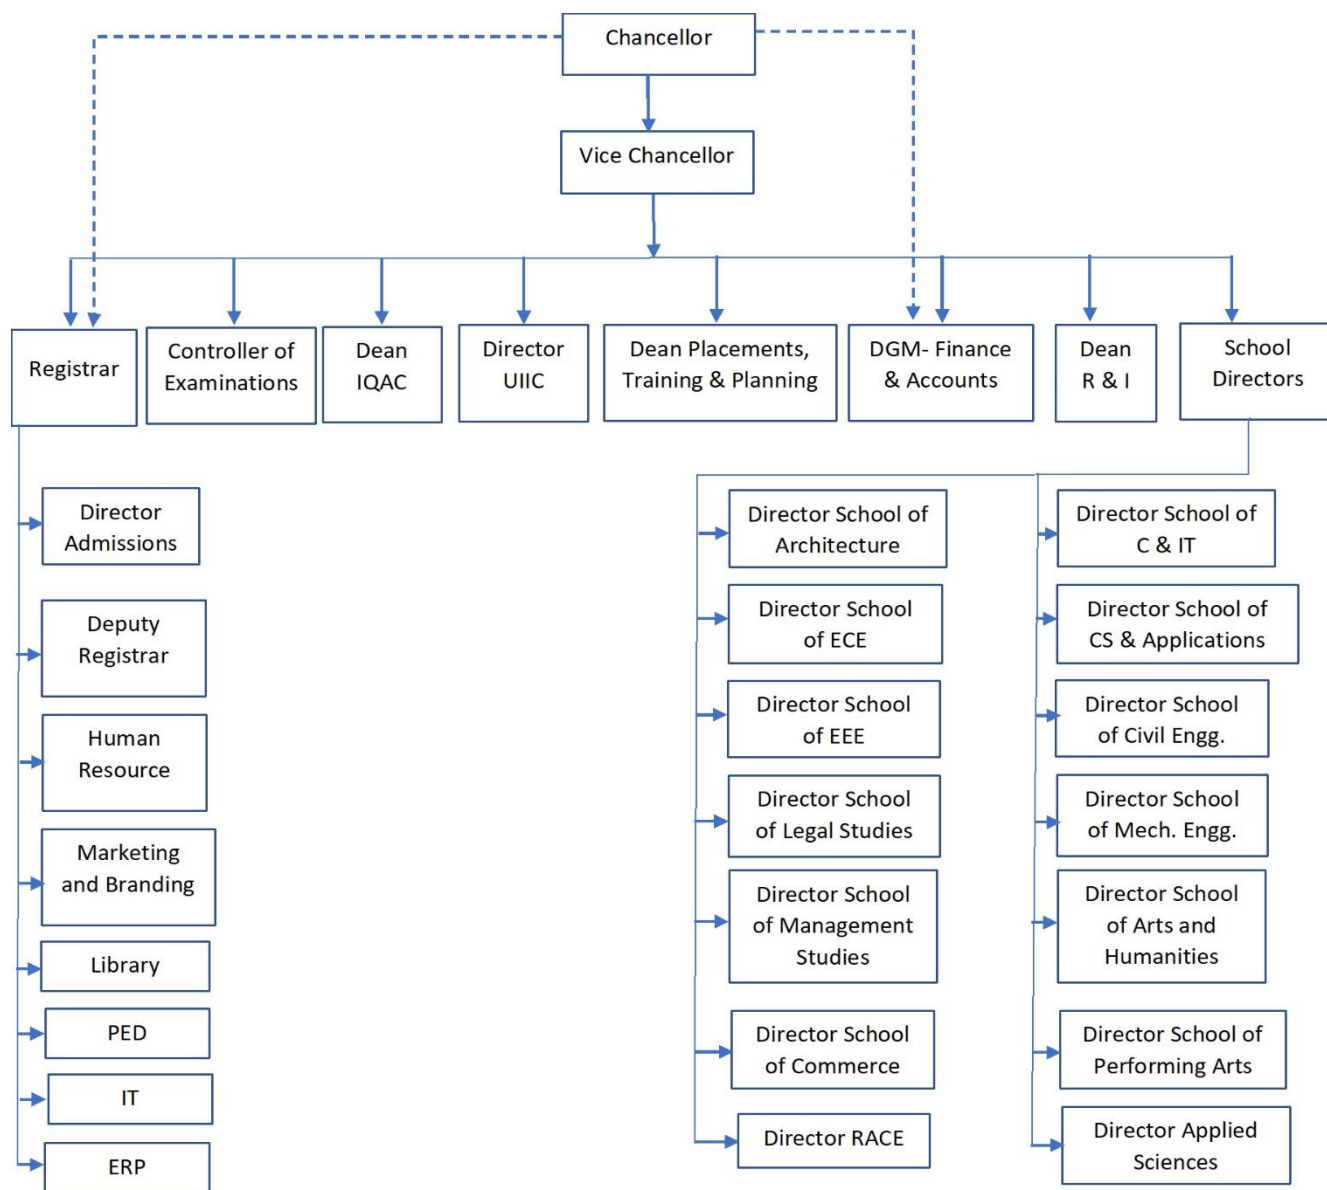 Chancellor
Vice Chancellor
Registrar
Controller of
Examinations
Dean
IQAC
Director
UIIC
Dean Placements,
Training & Planning
DGM- Finance
& Accounts
Dean
R & I
School
Directors
Director
Admissions
Deputy
Registrar
Human
Resource
Marketing
and Branding
Library
PED
IT
ERP
Director School of
Architecture
Director School
of ECE
Director School
of EEE
Director School
of Legal Studies
Director School
of Management
Studies
Director School
of Commerce
Director RACE
Director School of
C & IT
Director School of
CS & Applications
Director School
of Civil Engg.
Director School
of Mech. Engg.
Director School
of Arts and
Humanities
Director School of
Performing Arts
Director Applied
Sciences